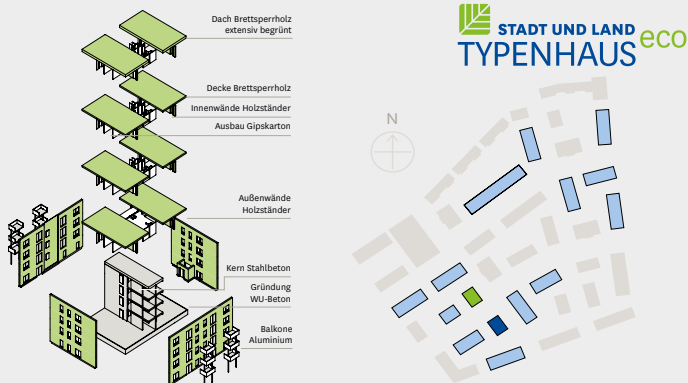 Dach Brettsperrholz
extensiv begrünt
Decke Brettsperrholz
Innenwände Holzständer
Ausbau Gipskarton
Außenwände
Holzständer
Kern Stahlbeton
Gründung
WU-Beton
Balkone
Aluminium
STADT UND LAND
TYPENHAUS eco
N